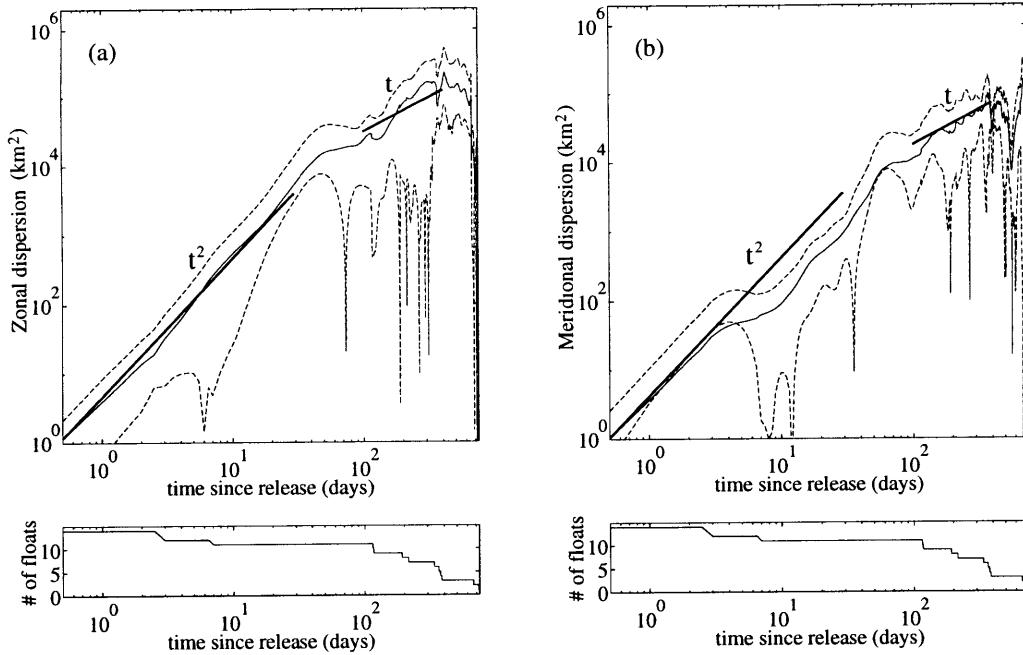 10^6
(a)
t
10^4
t^2
10^2
10^0
Zonal dispersion (km^2)
10^0 10^1 10^2
time since release (days)
10
5
0
# of floats
10^0 10^1 10^2
time since release (days)
10^6
(b)
t
10^4
t^2
10^2
10^0
Meridional dispersion (km^2)
10^0 10^1 10^2
time since release (days)
10
5
0
# of floats
10^0 10^1 10^2
time since release (days)